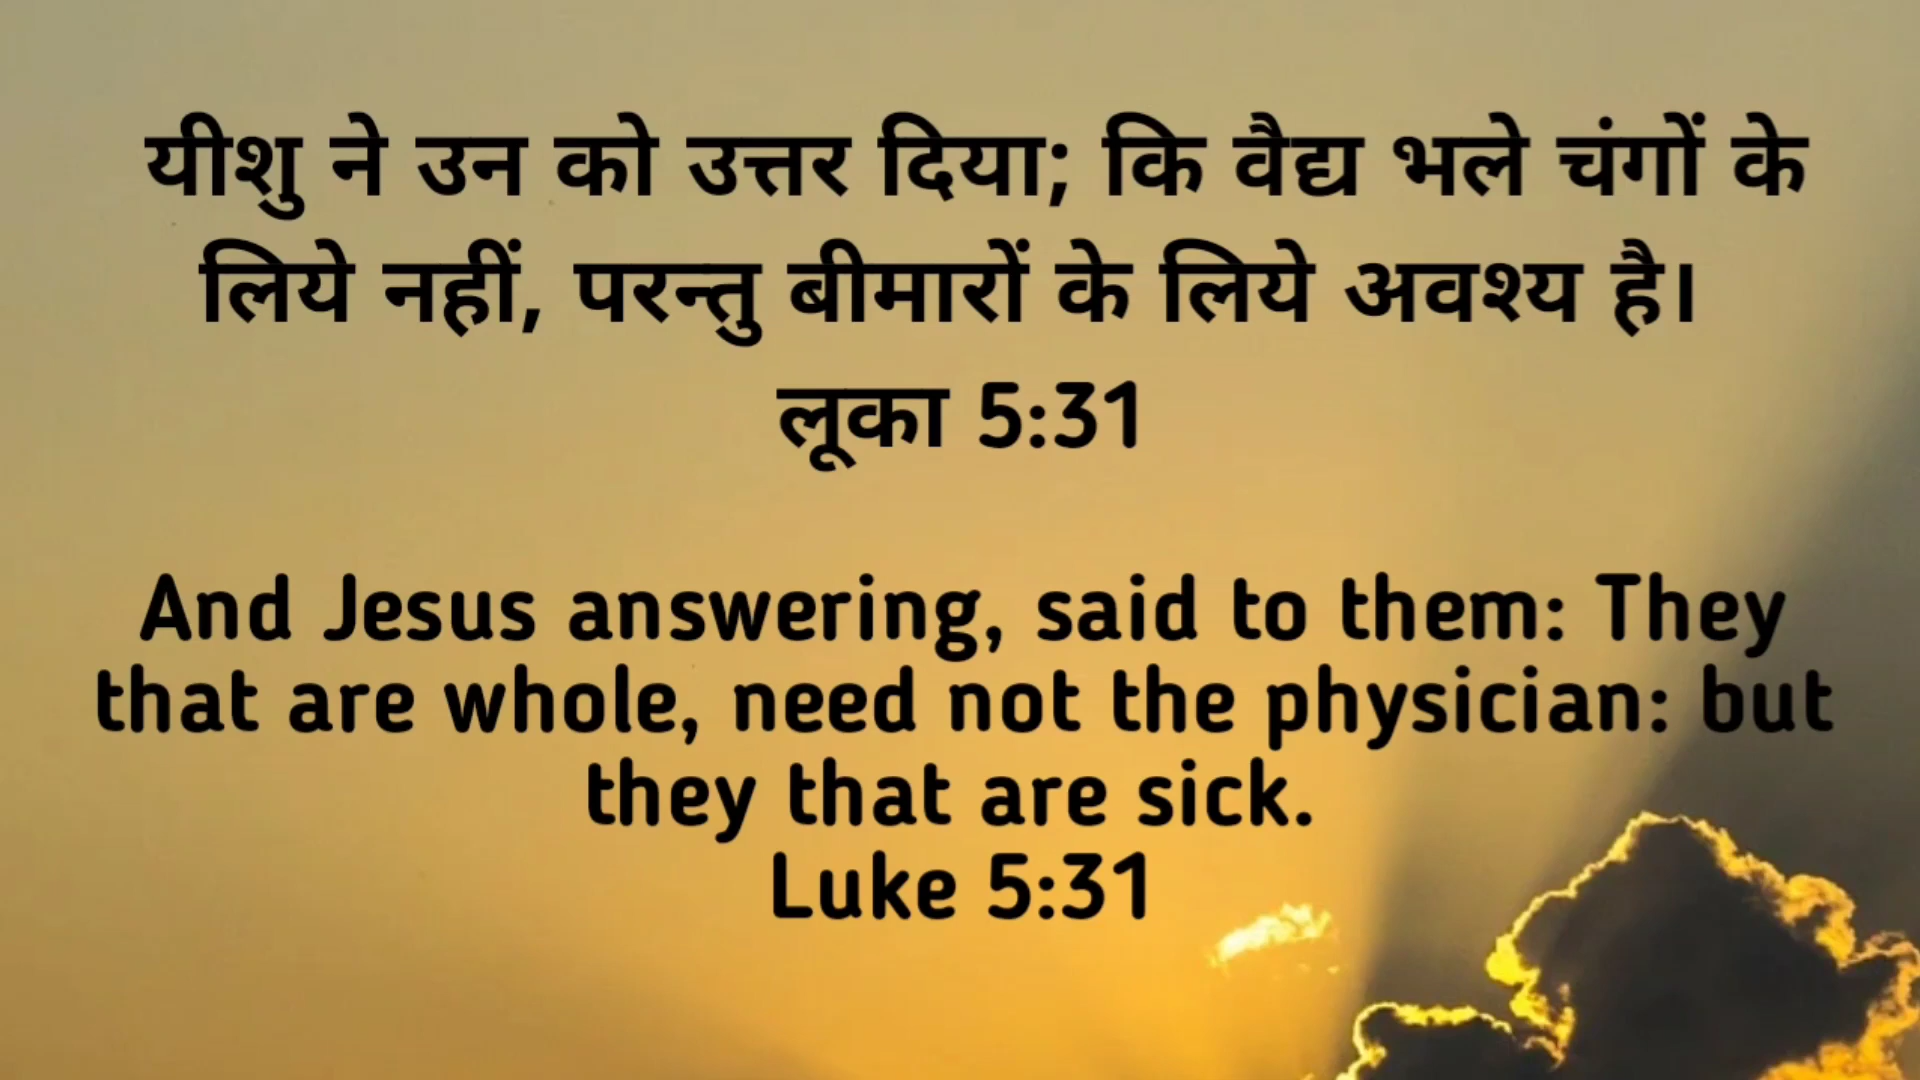 यीशु ने उन को उत्तर दिया; कि वैद्य भले चंगों के
लिये नहीं, परन्तु बीमारों के लिये अवश्य है।
लूका 5:31
And Jesus answering, said to them: They
that are whole, need not the physician: but
they that are sick.
Luke 5:31